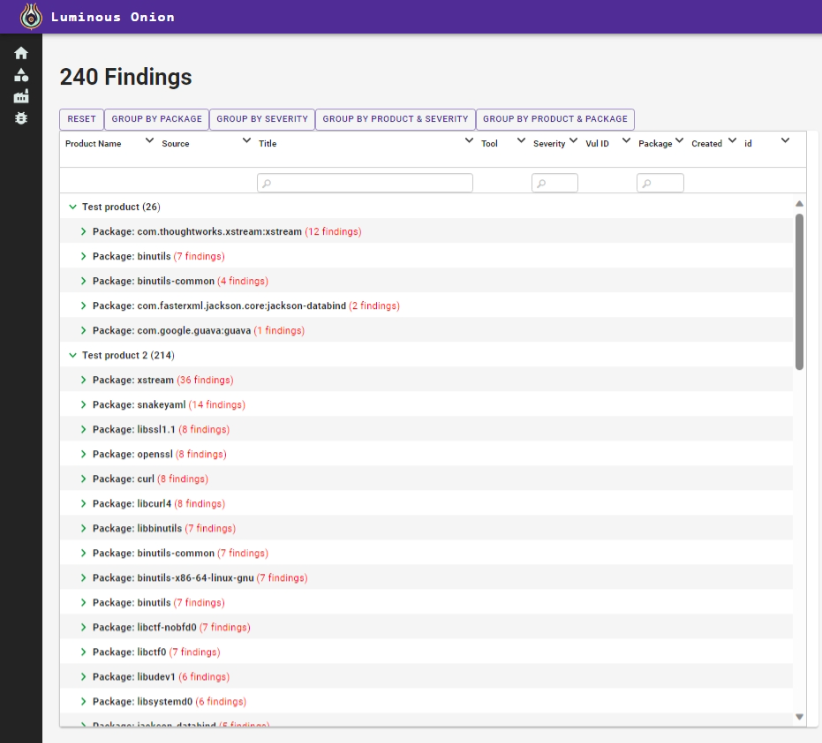 Luminous Onion
240 Findings
RESET GROUP BY PACKAGE GROUP BY SEVERITY GROUP BY PRODUCT & SEVERITY GROUP BY PRODUCT & PACKAGE
Product Name Source Title Tool Severity Vul ID Package Created id
Test product (26)
Package: com.thoughtworks.xstream:xstream (12 findings)
Package: binutils (7 findings)
Package: binutils-common (4 findings)
Package: com.fasterxml.jackson.core:jackson-databind (2 findings)
Package: com.google.guava:guava (1 findings)
Test product 2 (214)
Package: xstream (36 findings)
Package: snakeyaml (14 findings)
Package: libssl1.1 (8 findings)
Package: openssl (8 findings)
Package: curl (8 findings)
Package: libcurl4 (8 findings)
Package: libbinutils (7 findings)
Package: binutils-common (7 findings)
Package: binutils-x86-64-linux-gnu (7 findings)
Package: binutils (7 findings)
Package: libctf-nobfd0 (7 findings)
Package: libctf0 (7 findings)
Package: libudev1 (6 findings)
Package: libsystemd0 (6 findings)
Package: jackson-databind (5 findings)